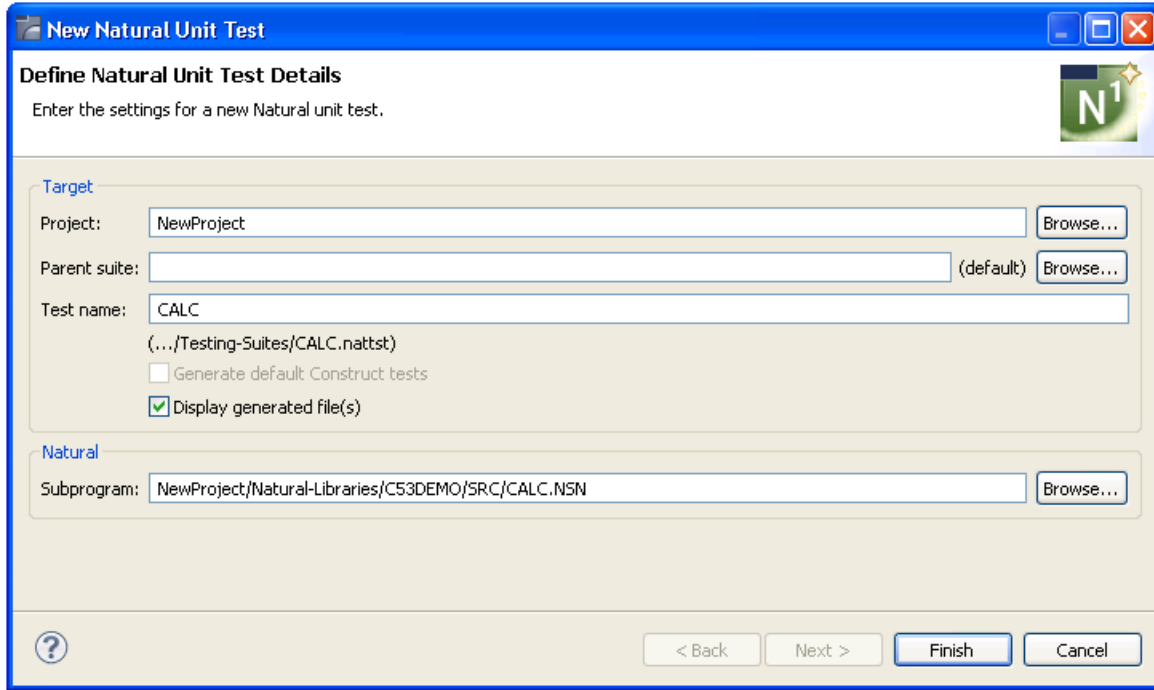 New Natural Unit Test
Define Natural Unit Test Details
Enter the settings for a new Natural unit test.
N1
Target
Project: NewProject Browse...
Parent suite: (default) Browse...
Test name: CALC
(.../Testing-Suites/CALC.nattst)
Generate default Construct tests
Display generated file(s)
Natural
Subprogram: NewProject/Natural-Libraries/C53DEMO/SRC/CALC.NSN Browse...
? < Back Next > Finish Cancel